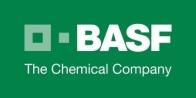 BASF
The Chemical Company